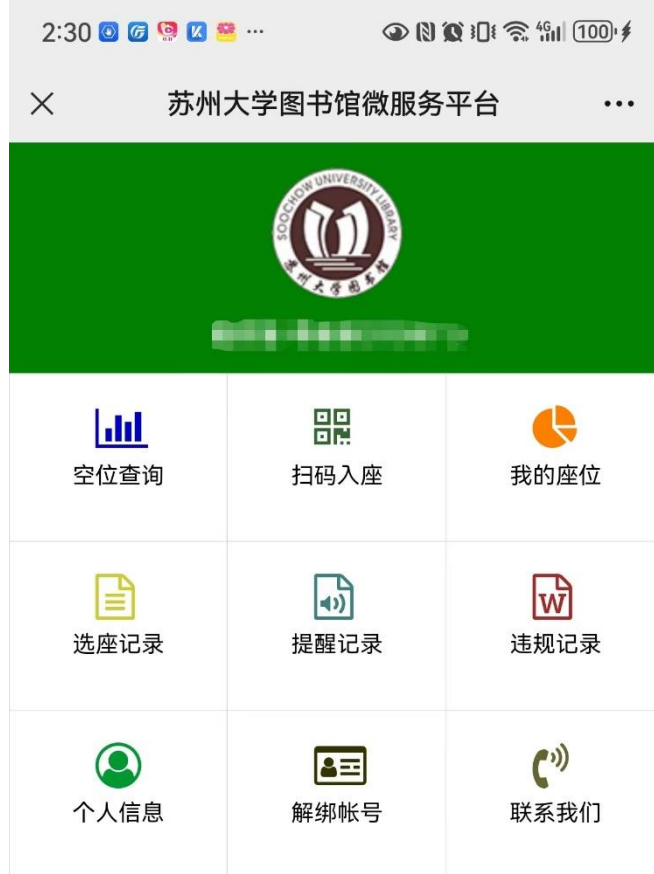 2:30 ... 4G 100
苏州大学图书馆微服务平台
SOOCHOW UNIVERSITY LIBRARY
苏州大学图书馆
空位查询 扫码入座 我的座位
选座记录 提醒记录 违规记录
W
个人信息 解绑帐号 联系我们